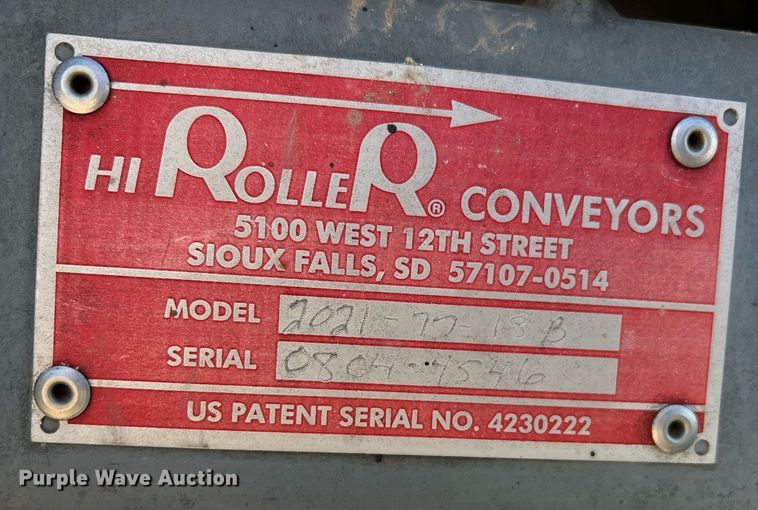 HI ROLLER® CONVEYORS
5100 WEST 12TH STREET
SIOUX FALLS, SD 57107-0514
MODEL 2021-77-18B
SERIAL 0804-4546
US PATENT SERIAL NO. 4230222
Purple Wave Auction